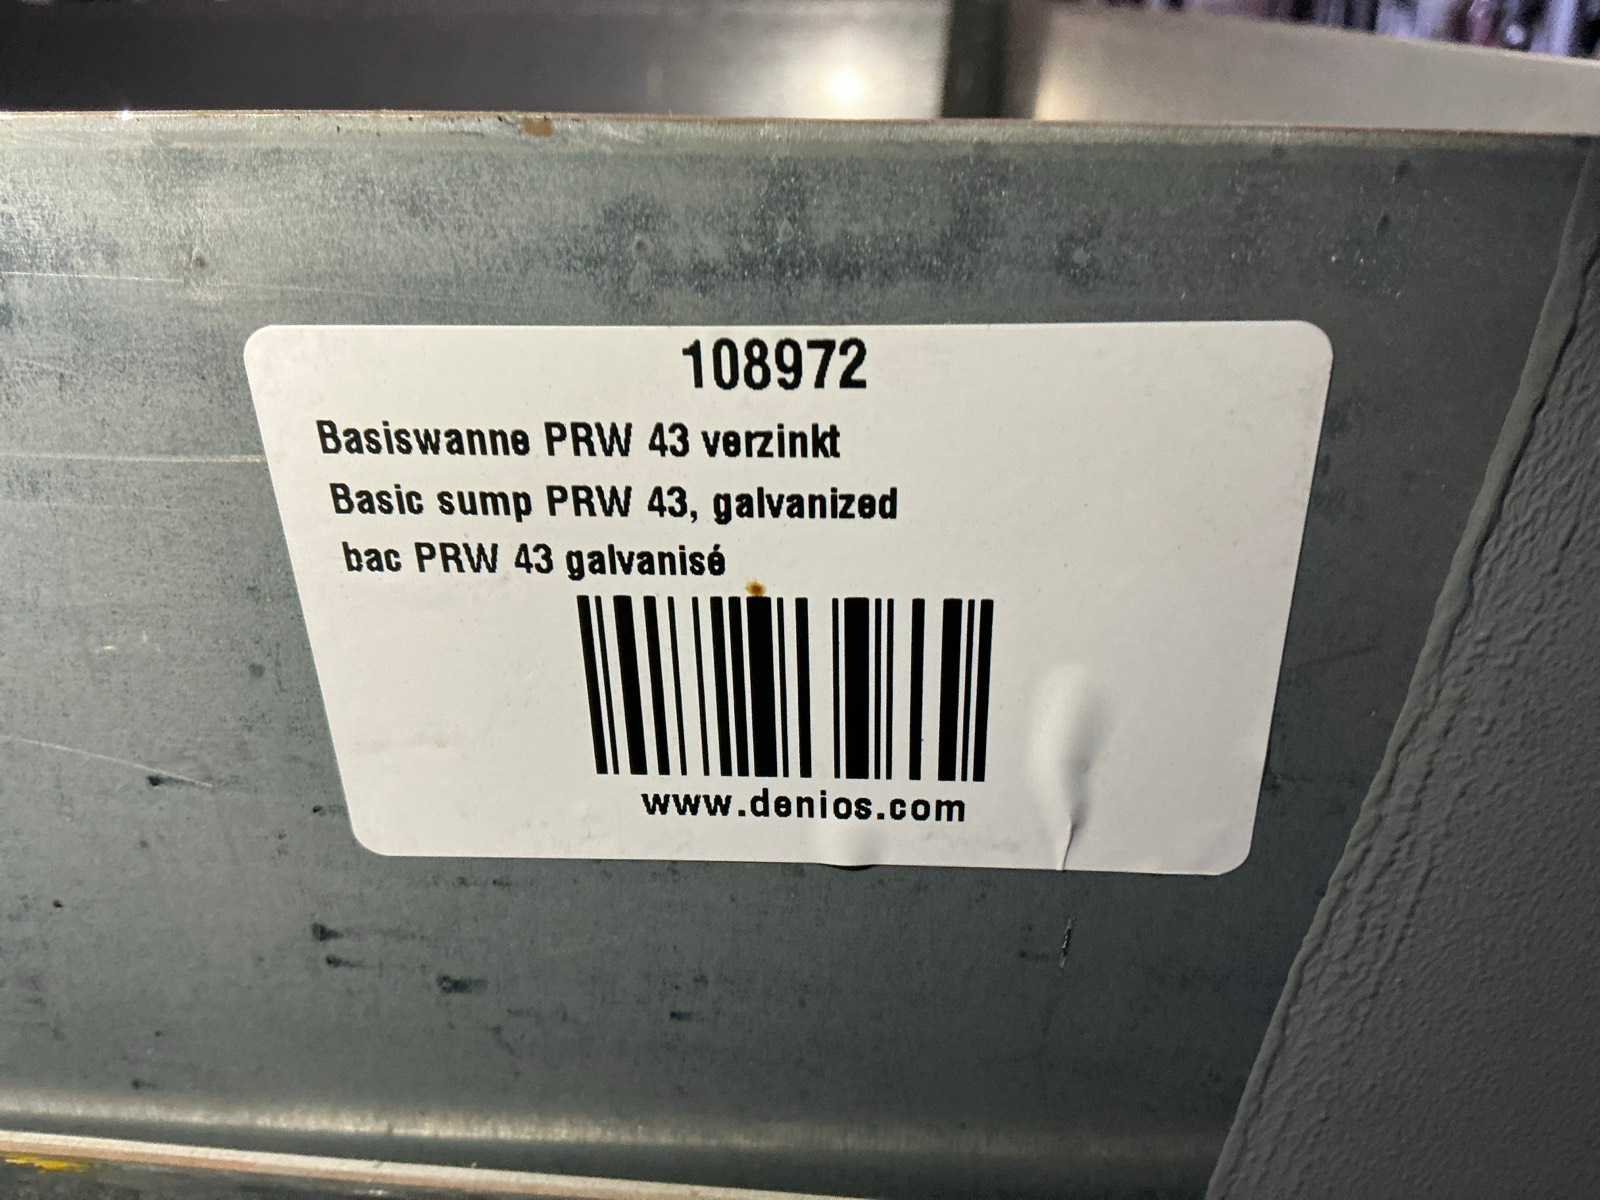 108972
Basiswanne PRW 43 verzinkt
Basic sump PRW 43, galvanized
bac PRW 43 galvanisé
www.denios.com